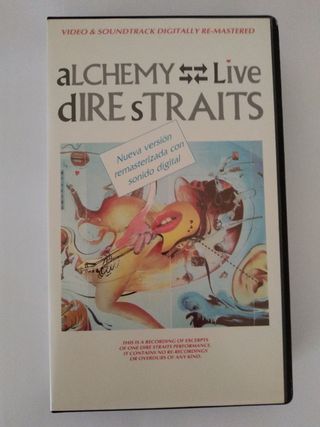 VIDEO & SOUNDTRACK DIGITALLY RE-MASTERED
aLCHEMY Live
dIRE sTRAITS
Nueva versión
remasterizada con
sonido digital
THIS IS A RECORDING OF EXCERPTS
OF ONE DIRE STRAITS PERFORMANCE.
IT CONTAINS NO RE-RECORDINGS
OR OVERDUBS OF ANY KIND.